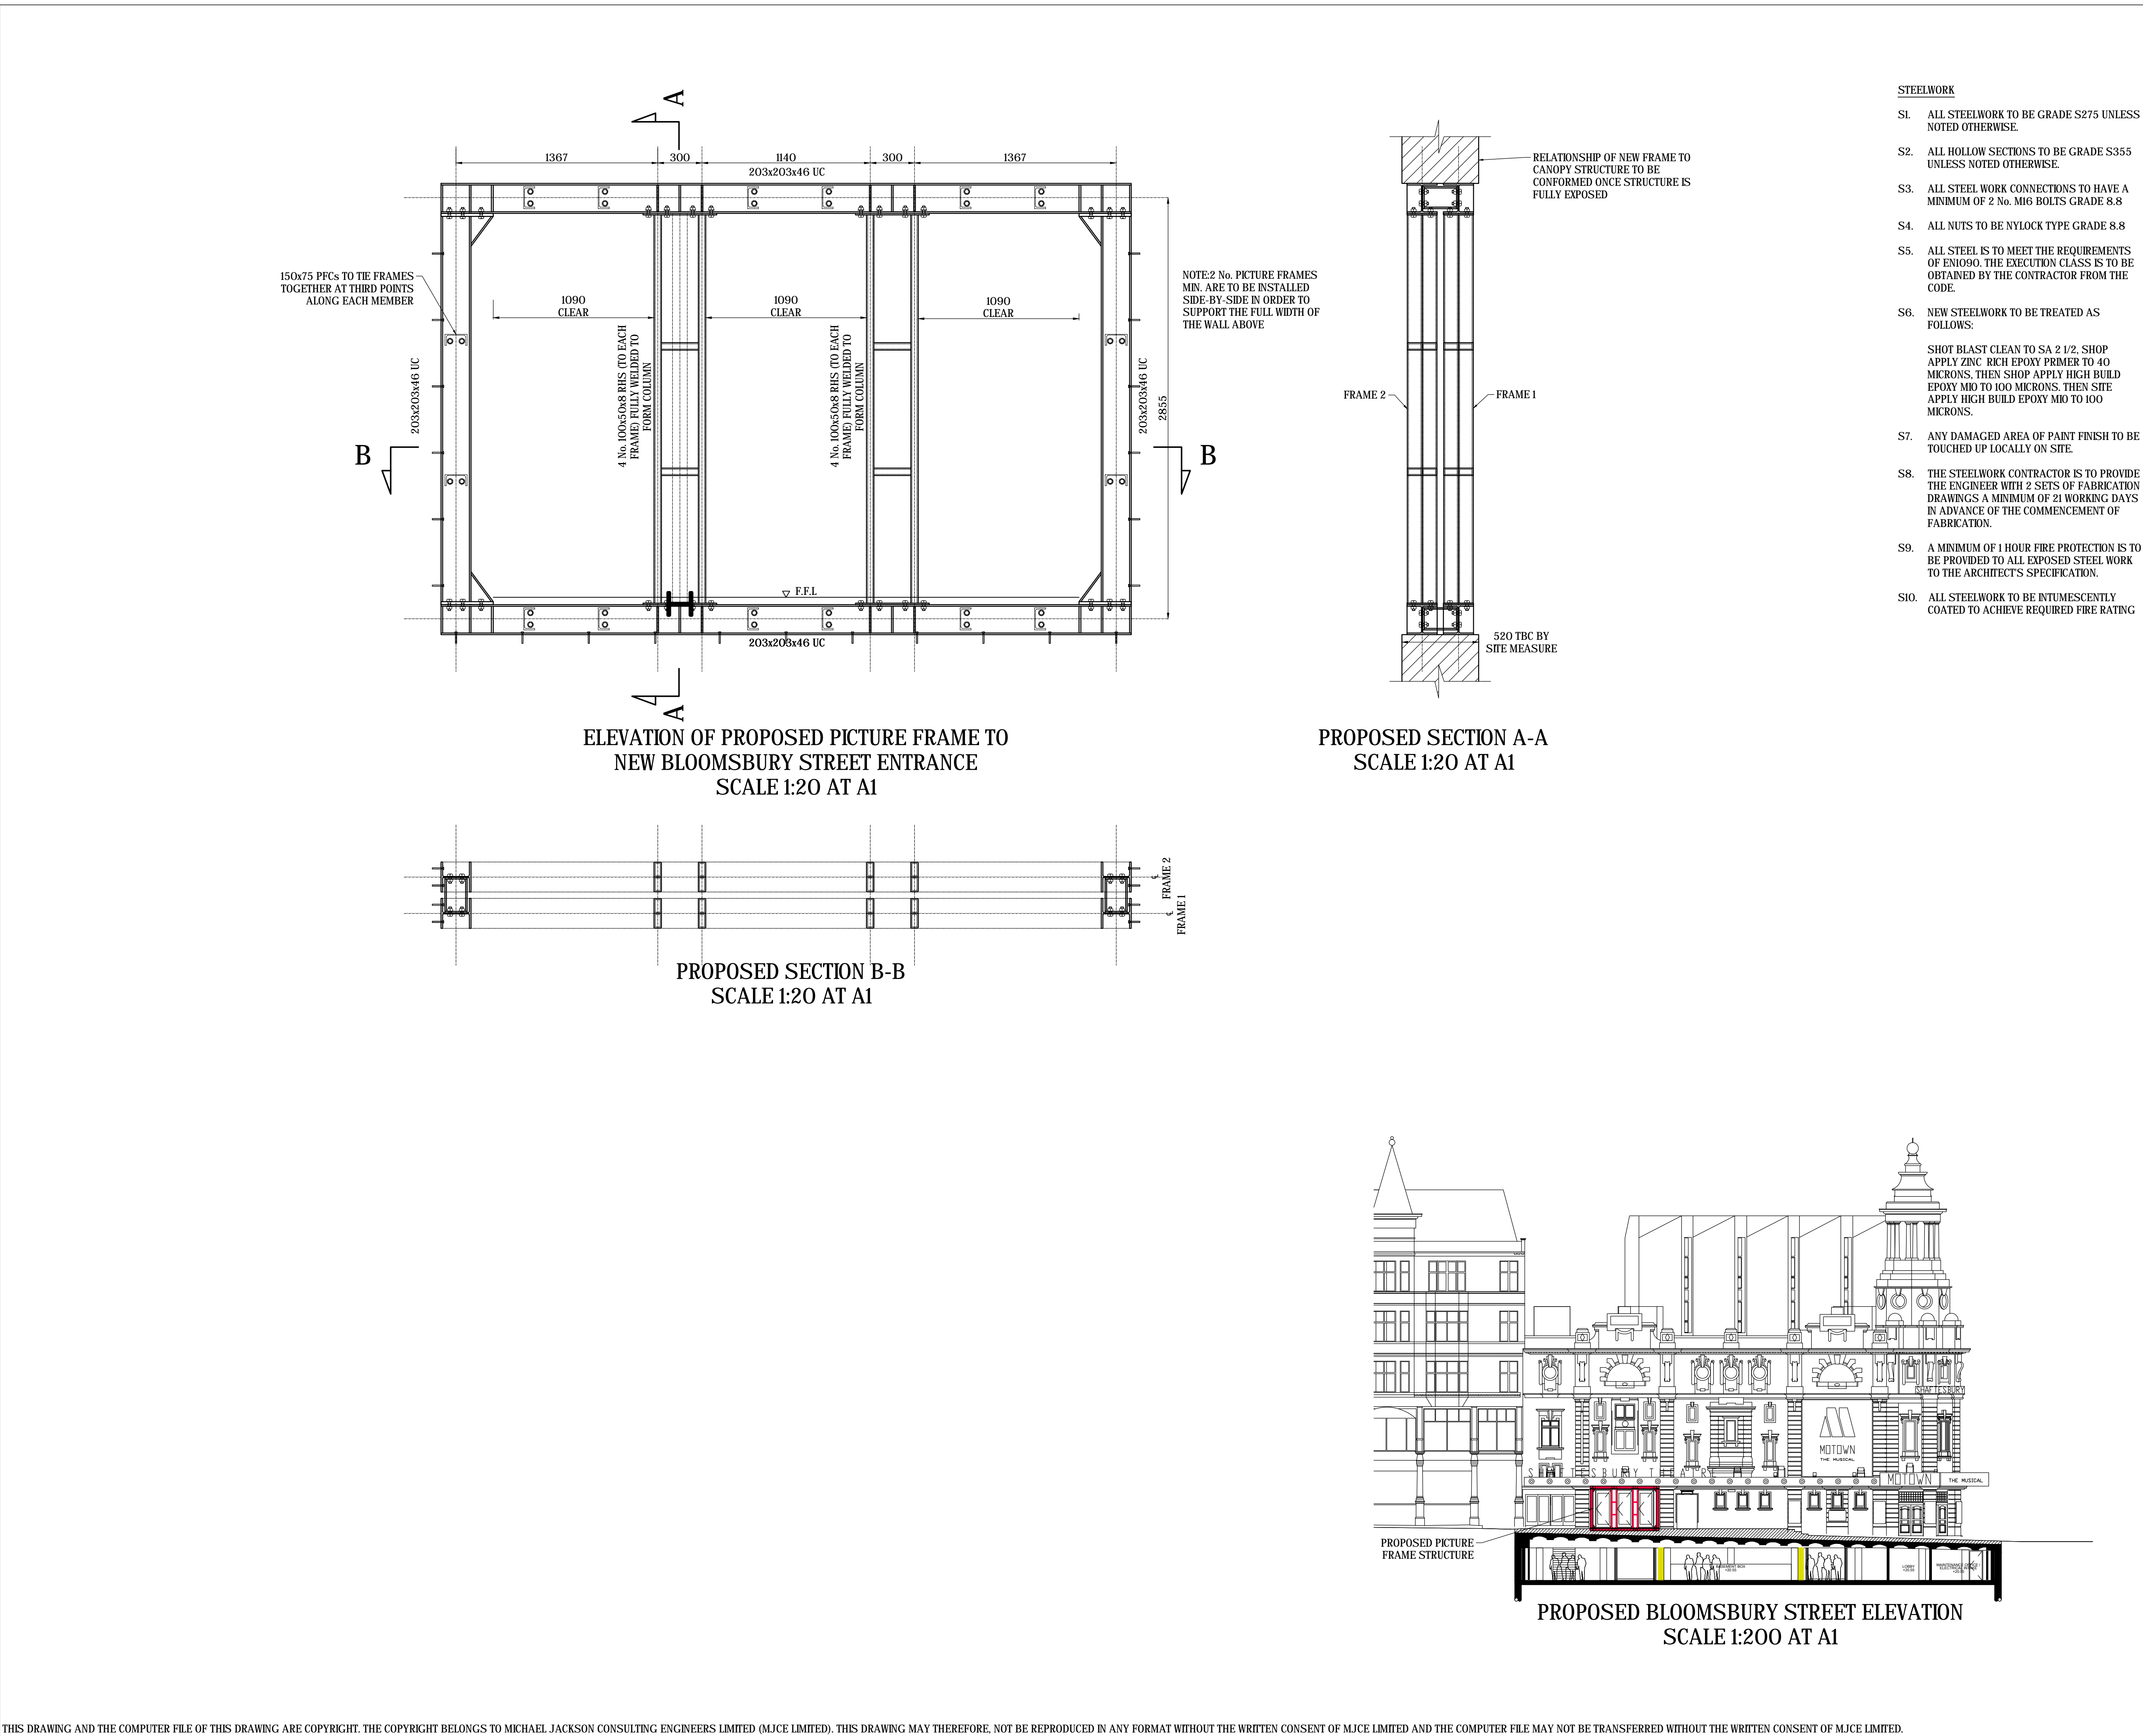 A
1367
300
1140
300
1367
203x203x46 UC
150x75 PFCs TO TIE FRAMES
TOGETHER AT THIRD POINTS
ALONG EACH MEMBER
1090
CLEAR
1090
CLEAR
1090
CLEAR
203x203x46 UC
4 No. 100x50x8 RHS (TO EACH
FRAME) FULLY WELDED TO
FORM COLUMN
4 No. 100x50x8 RHS (TO EACH
FRAME) FULLY WELDED TO
FORM COLUMN
203x203x46 UC
2855
NOTE:2 No. PICTURE FRAMES
MIN. ARE TO BE INSTALLED
SIDE-BY-SIDE IN ORDER TO
SUPPORT THE FULL WIDTH OF
THE WALL ABOVE
B
B
F.F.L
203x203x46 UC
A
ELEVATION OF PROPOSED PICTURE FRAME TO
NEW BLOOMSBURY STREET ENTRANCE
SCALE 1:20 AT A1
RELATIONSHIP OF NEW FRAME TO
CANOPY STRUCTURE TO BE
CONFORMED ONCE STRUCTURE IS
FULLY EXPOSED
FRAME 2
FRAME 1
520 TBC BY
SITE MEASURE
PROPOSED SECTION A-A
SCALE 1:20 AT A1
FRAME 2
FRAME 1
PROPOSED SECTION B-B
SCALE 1:20 AT A1
STEELWORK
S1. ALL STEELWORK TO BE GRADE S275 UNLESS
NOTED OTHERWISE.
S2. ALL HOLLOW SECTIONS TO BE GRADE S355
UNLESS NOTED OTHERWISE.
S3. ALL STEEL WORK CONNECTIONS TO HAVE A
MINIMUM OF 2 No. M16 BOLTS GRADE 8.8
S4. ALL NUTS TO BE NYLOCK TYPE GRADE 8.8
S5. ALL STEEL IS TO MEET THE REQUIREMENTS
OF EN1090. THE EXECUTION CLASS IS TO BE
OBTAINED BY THE CONTRACTOR FROM THE
CODE.
S6. NEW STEELWORK TO BE TREATED AS
FOLLOWS:
SHOT BLAST CLEAN TO SA 2 1/2, SHOP
APPLY ZINC RICH EPOXY PRIMER TO 40
MICRONS, THEN SHOP APPLY HIGH BUILD
EPOXY MIO TO 100 MICRONS. THEN SITE
APPLY HIGH BUILD EPOXY MIO TO 100
MICRONS.
S7. ANY DAMAGED AREA OF PAINT FINISH TO BE
TOUCHED UP LOCALLY ON SITE.
S8. THE STEELWORK CONTRACTOR IS TO PROVIDE
THE ENGINEER WITH 2 SETS OF FABRICATION
DRAWINGS A MINIMUM OF 21 WORKING DAYS
IN ADVANCE OF THE COMMENCEMENT OF
FABRICATION.
S9. A MINIMUM OF 1 HOUR FIRE PROTECTION IS TO
BE PROVIDED TO ALL EXPOSED STEEL WORK
TO THE ARCHITECT'S SPECIFICATION.
S10. ALL STEELWORK TO BE INTUMESCENTLY
COATED TO ACHIEVE REQUIRED FIRE RATING
SHAFTESBURY
MOTOWN
THE MUSICAL
MOTOWN
THE MUSICAL
PROPOSED PICTURE
FRAME STRUCTURE
LOBBY
PROPOSED BLOOMSBURY STREET ELEVATION
SCALE 1:200 AT A1
THIS DRAWING AND THE COMPUTER FILE OF THIS DRAWING ARE COPYRIGHT. THE COPYRIGHT BELONGS TO MICHAEL JACKSON CONSULTING ENGINEERS LIMITED (MJCE LIMITED). THIS DRAWING MAY THEREFORE, NOT BE REPRODUCED IN ANY FORMAT WITHOUT THE WRITTEN CONSENT OF MJCE LIMITED AND THE COMPUTER FILE MAY NOT BE TRANSFERRED WITHOUT THE WRITTEN CONSENT OF MJCE LIMITED.